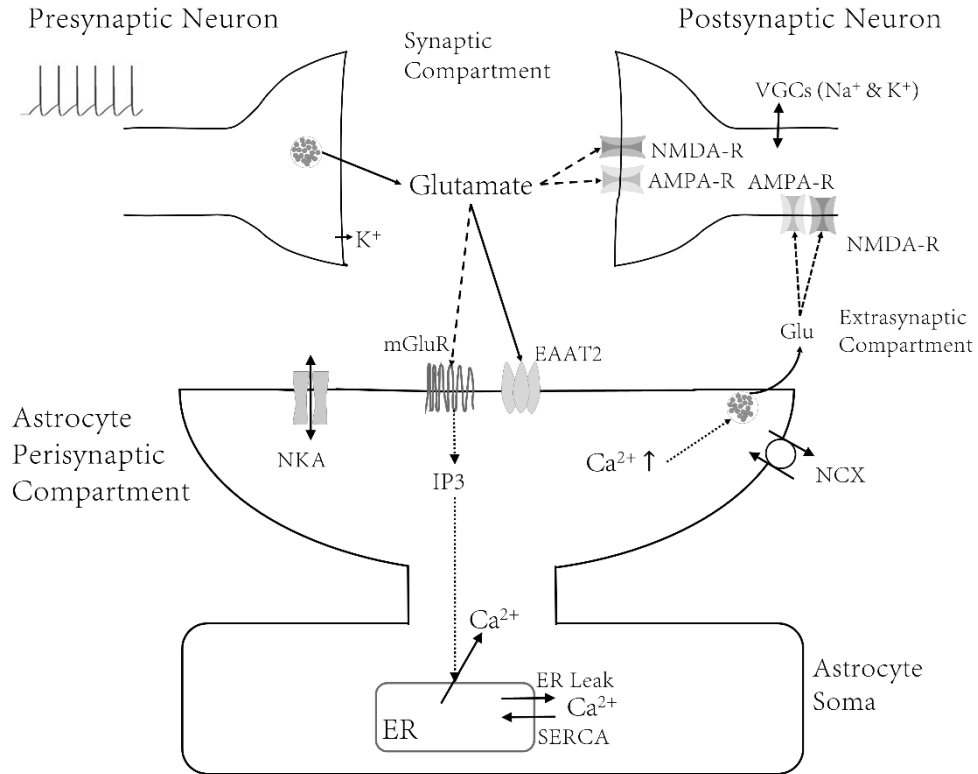 Presynaptic Neuron
Synaptic
Compartment
Postsynaptic Neuron
VGCs (Na⁺ & K⁺)
NMDA-R
AMPA-R
AMPA-R
Glutamate
K⁺
NMDA-R
Glu
Extrasynaptic
Compartment
mGluR
EAAT2
Astrocyte
Perisynaptic
Compartment
NKA
IP3
Ca²⁺ ↑
NCX
Ca²⁺
ER Leak
Ca²⁺
SERCA
ER
Astrocyte
Soma